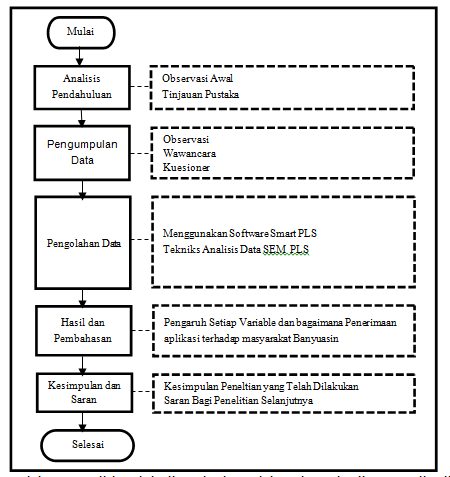 Mulai
Analisis
Pendahuluan
Observasi Awal
Tinjauan Pustaka
Pengumpulan
Data
Observasi
Wawancara
Kuesioner
Pengolahan Data
Menggunakan Software Smart PLS
Tekniks Analisis Data SEM PLS
Hasil dan
Pembahasan
Pengaruh Setiap Variable dan bagaimana Penerimaan
aplikasi terhadap masyarakat Banyuasin
Kesimpulan dan
Saran
Kesimpulan Peneltian yang Telah Dilakukan
Saran Bagi Penelitian Selanjutnya
Selesai